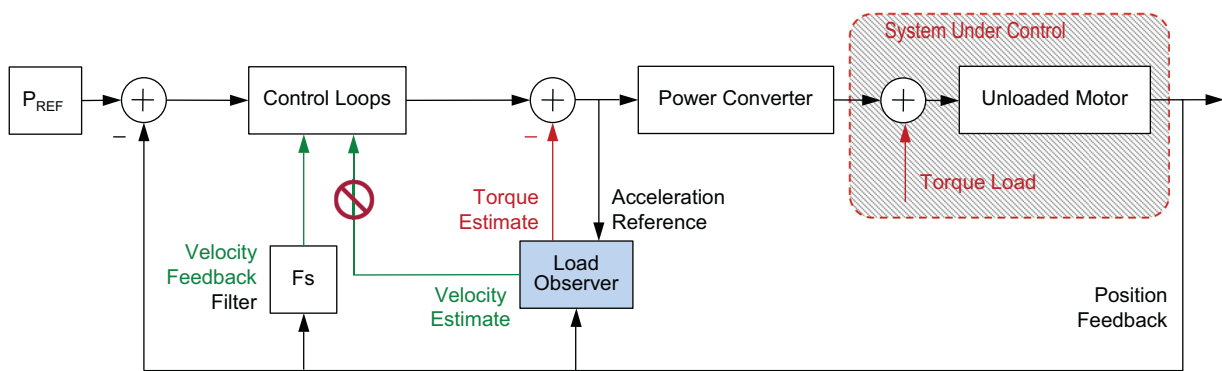 System Under Control
P_REF
Control Loops
Power Converter
Unloaded Motor
Torque Load
Torque
Estimate
Acceleration
Reference
Velocity
Feedback
Filter
Fs
Load
Observer
Velocity
Estimate
Position
Feedback